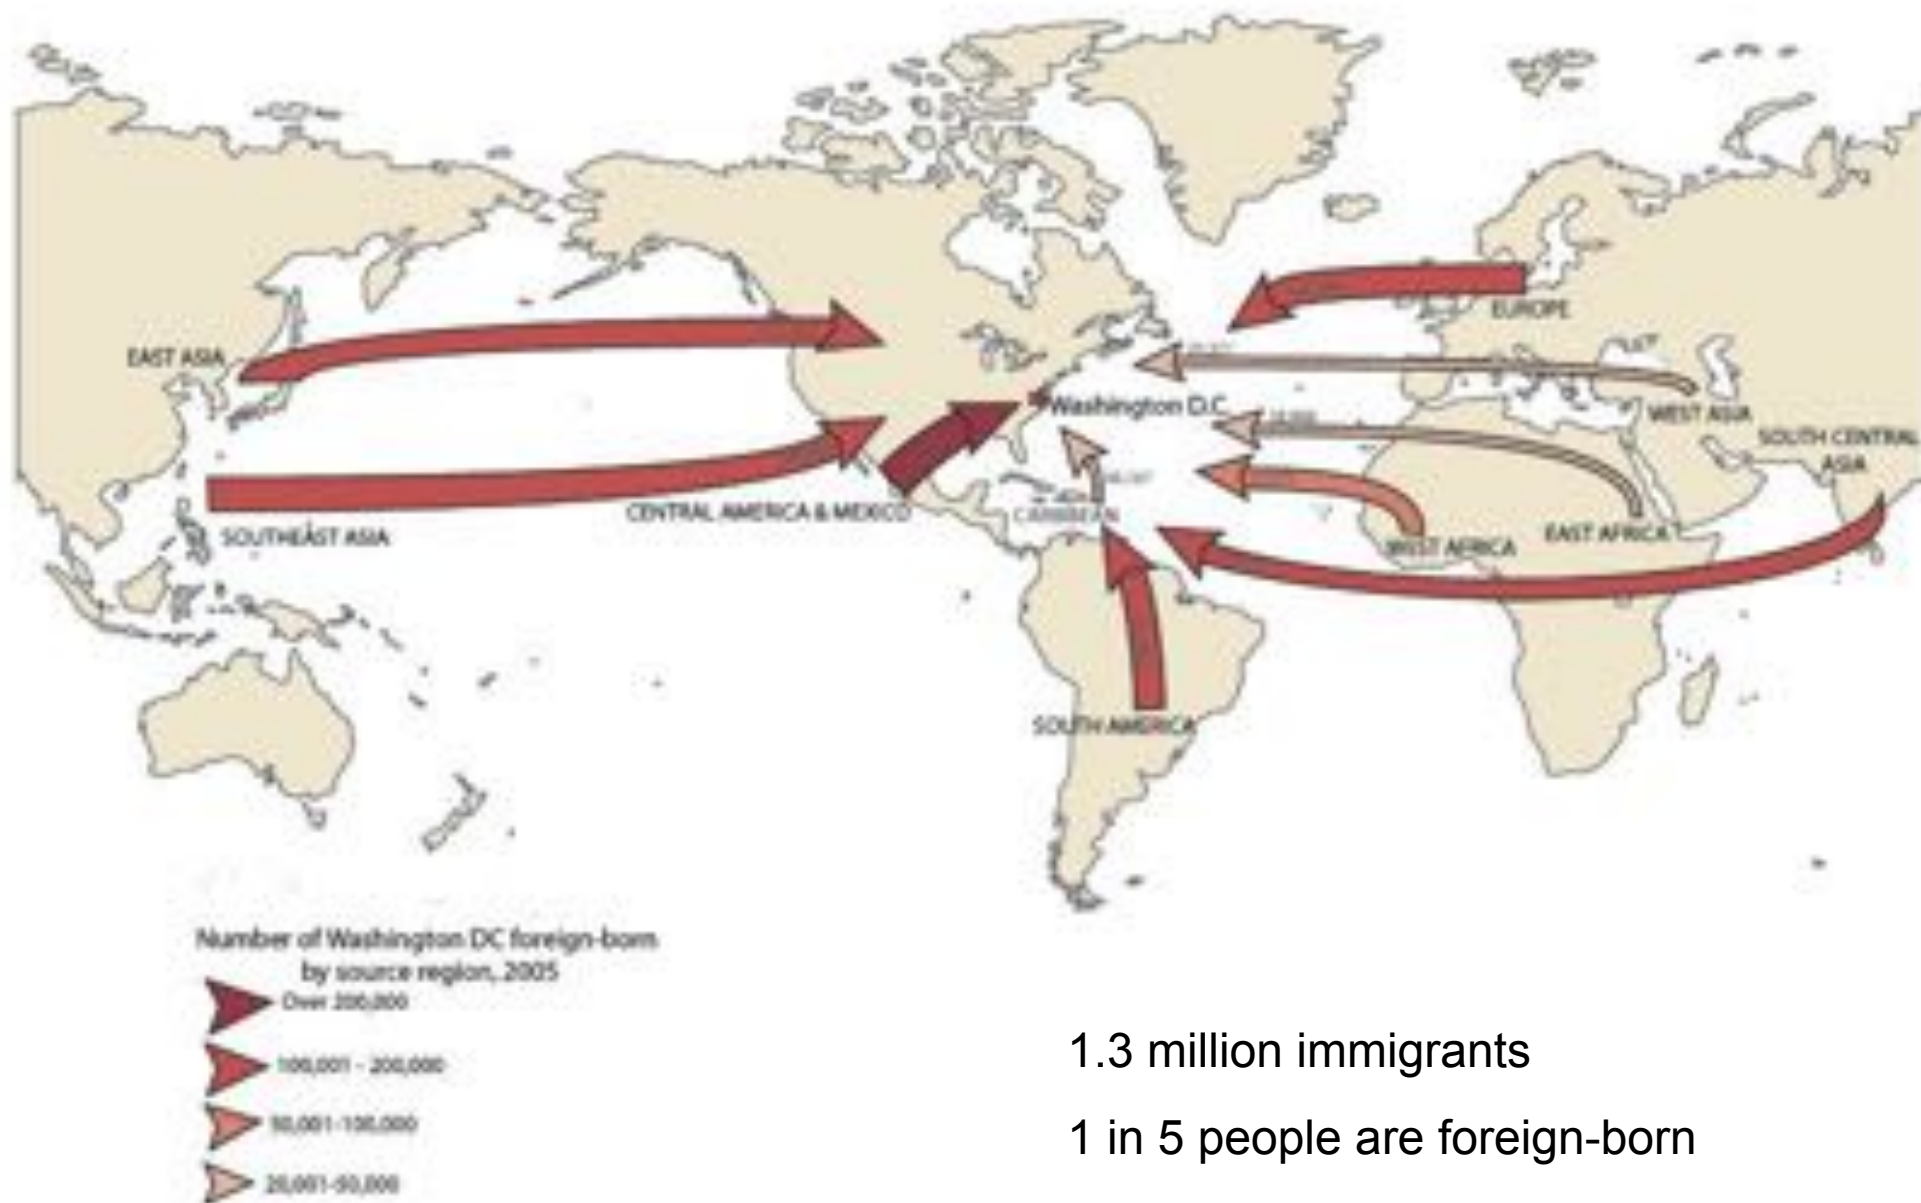 EUROPE
EAST ASIA
Washington D.C
WEST ASIA
SOUTH CENTRAL
ASIA
CENTRAL AMERICA & MEXICO
CARIBBEAN
SOUTHEAST ASIA
WEST AFRICA
EAST AFRICA
SOUTH AMERICA
Number of Washington DC foreign-born
by source region, 2005
Over 200,000
100,001 - 200,000
50,001-100,000
20,001-50,000
1.3 million immigrants
1 in 5 people are foreign-born